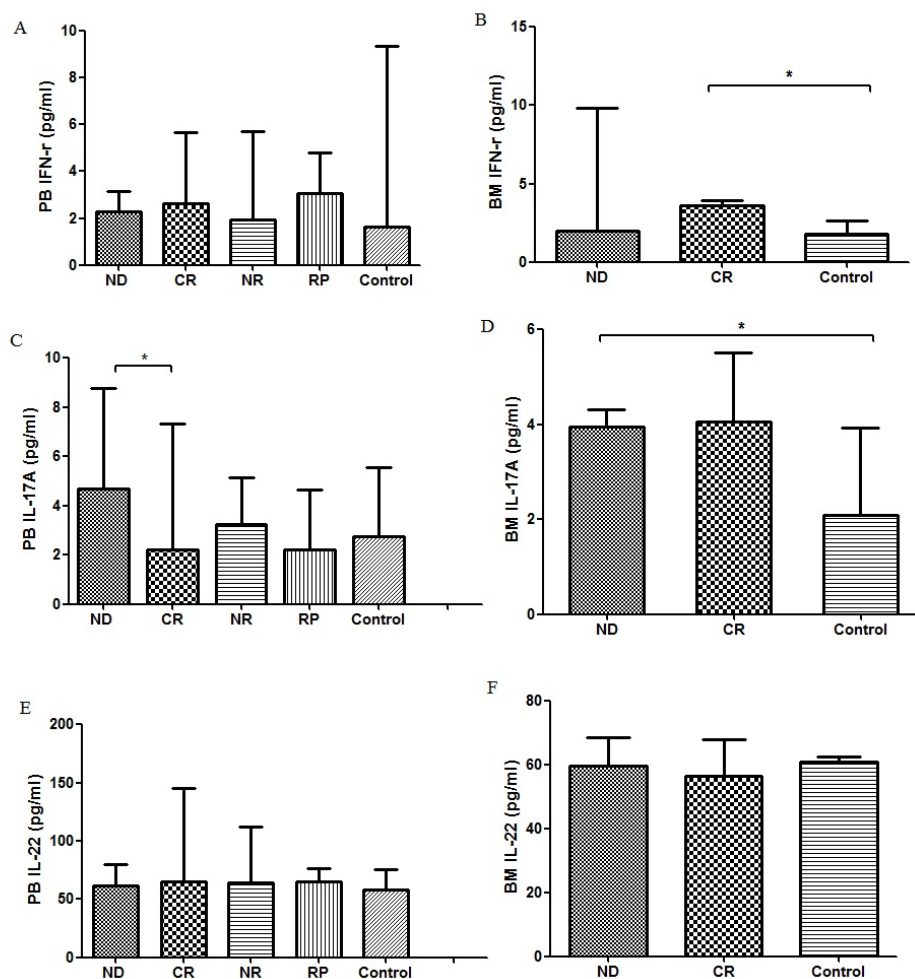 A
PB IFN-r (pg/ml)
10
8
6
4
2
0
ND CR NR RP Control
B
BM IFN-r (pg/ml)
15
10
5
0
*
ND CR Control
C
PB IL-17A (pg/ml)
10
8
6
4
2
0
*
ND CR NR RP Control
D
BM IL-17A (pg/ml)
6
4
2
0
*
ND CR Control
E
PB IL-22 (pg/ml)
200
150
100
50
0
ND CR NR RP Control
F
BM IL-22 (pg/ml)
80
60
40
20
0
ND CR Control